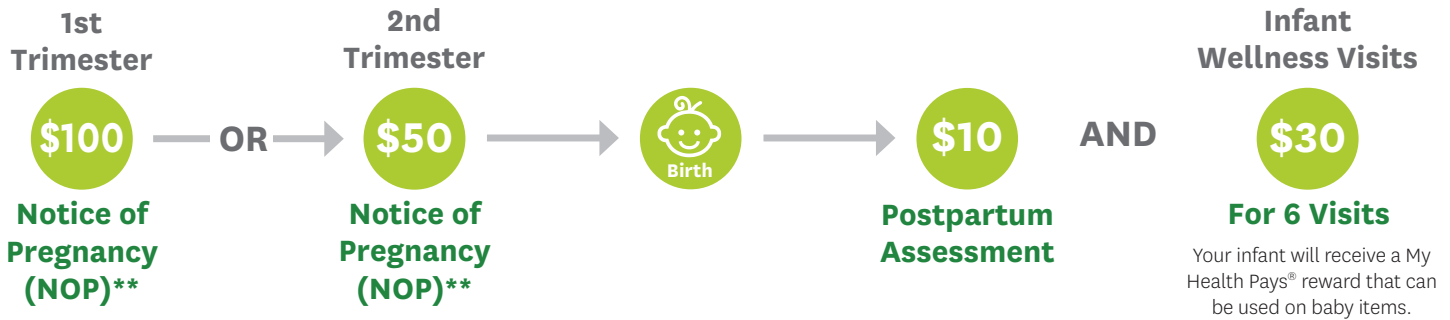 1st
Trimester
$100
Notice of
Pregnancy
(NOP)**
OR
2nd
Trimester
$50
Notice of
Pregnancy
(NOP)**
Birth
$10
Postpartum
Assessment
AND
Infant
Wellness Visits
$30
For 6 Visits
Your infant will receive a My
Health Pays® reward that can
be used on baby items.